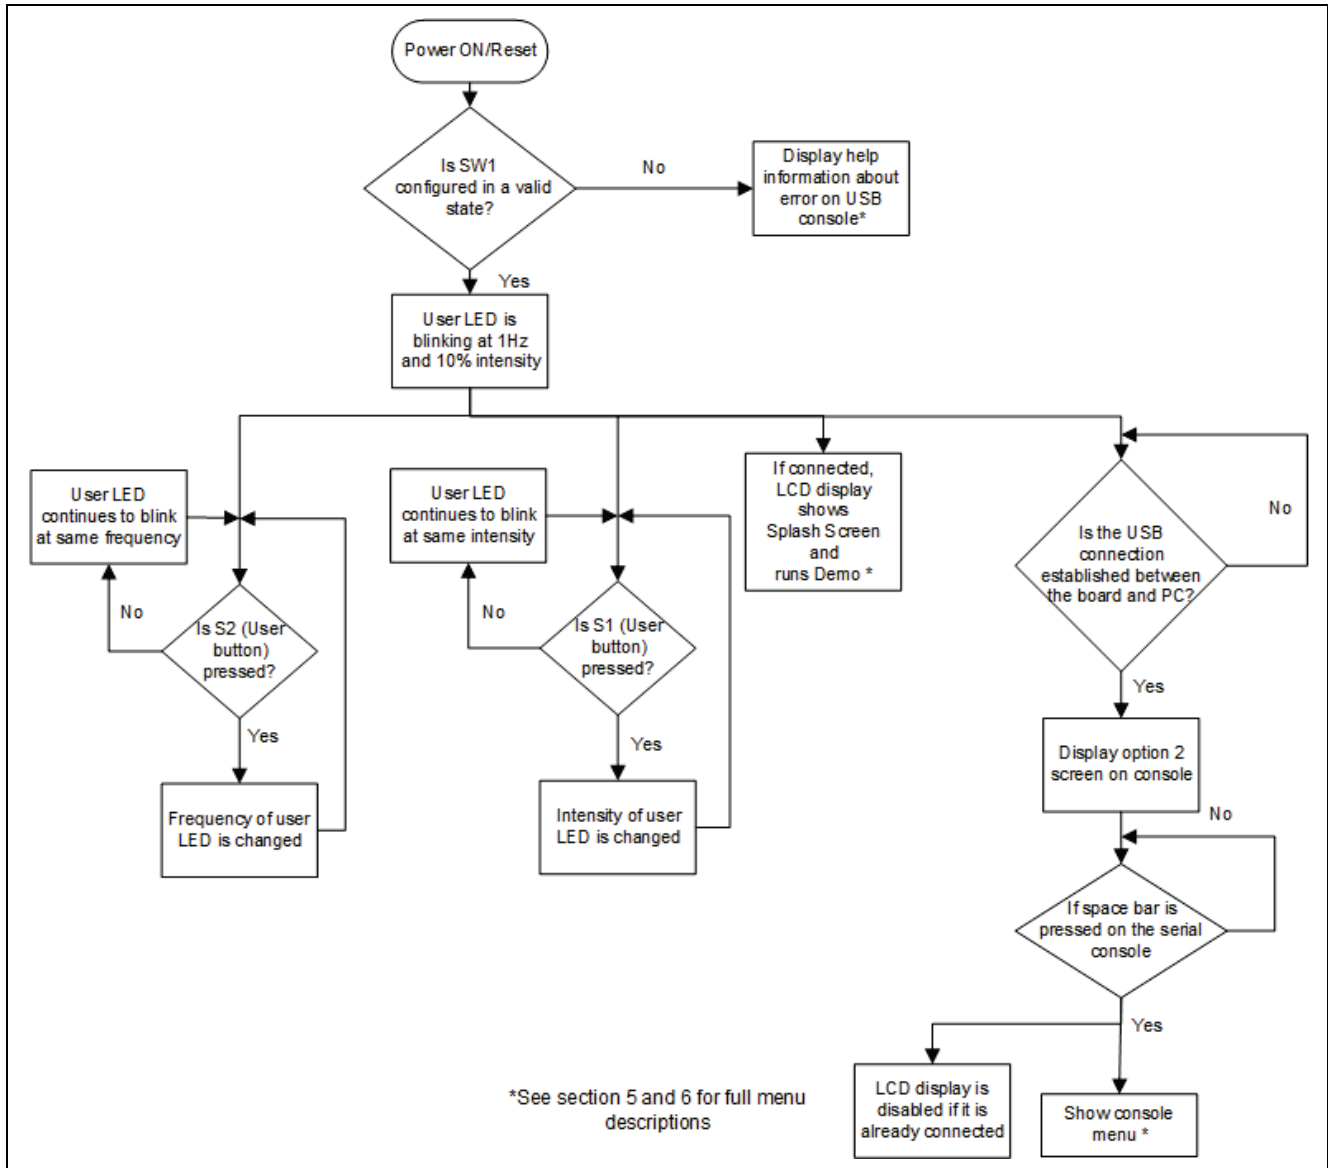 Power ON/Reset
Is SW1
configured in a valid
state?
No
Display help
information about
error on USB
console*
Yes
User LED is
blinking at 1Hz
and 10% intensity
User LED
continues to blink
at same frequency
No
Is S2 (User
button)
pressed?
Yes
Frequency of user
LED is changed
User LED
continues to blink
at same intensity
No
Is S1 (User
button)
pressed?
Yes
Intensity of user
LED is changed
If connected,
LCD display
shows
Splash Screen
and
runs Demo *
Is the USB
connection
established between
the board and PC?
No
Yes
Display option 2
screen on console
No
If space bar is
pressed on the serial
console
Yes
LCD display is
disabled if it is
already connected
Show console
menu *
*See section 5 and 6 for full menu
descriptions